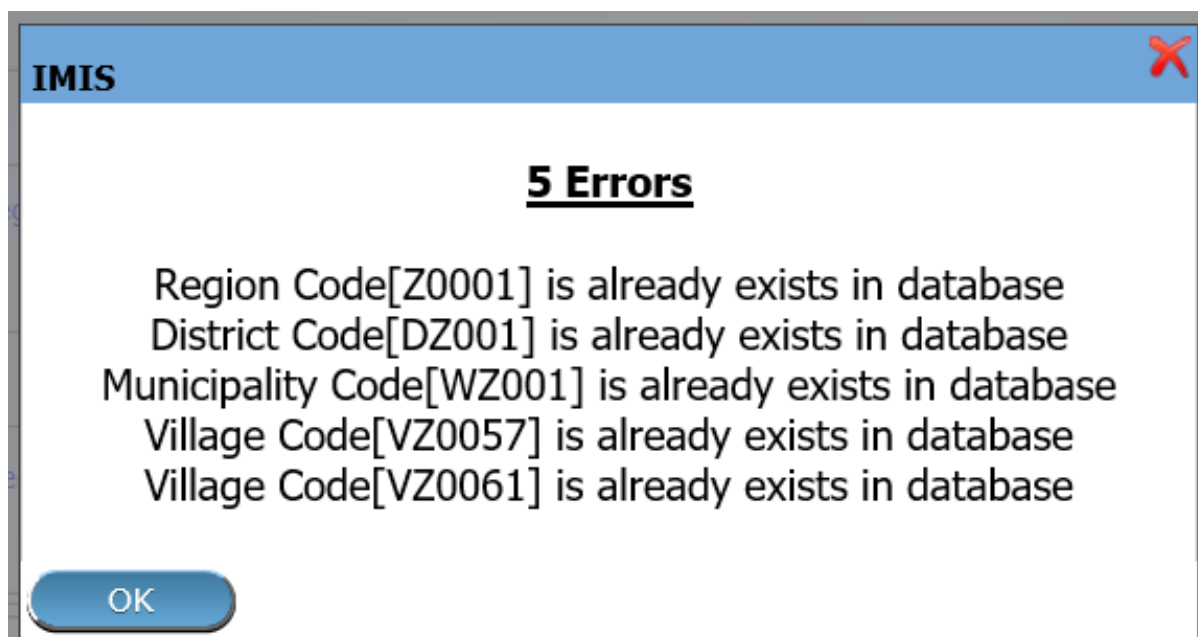 IMIS
5 Errors
Region Code[Z0001] is already exists in database
District Code[DZ001] is already exists in database
Municipality Code[WZ001] is already exists in database
Village Code[VZ0057] is already exists in database
Village Code[VZ0061] is already exists in database
OK